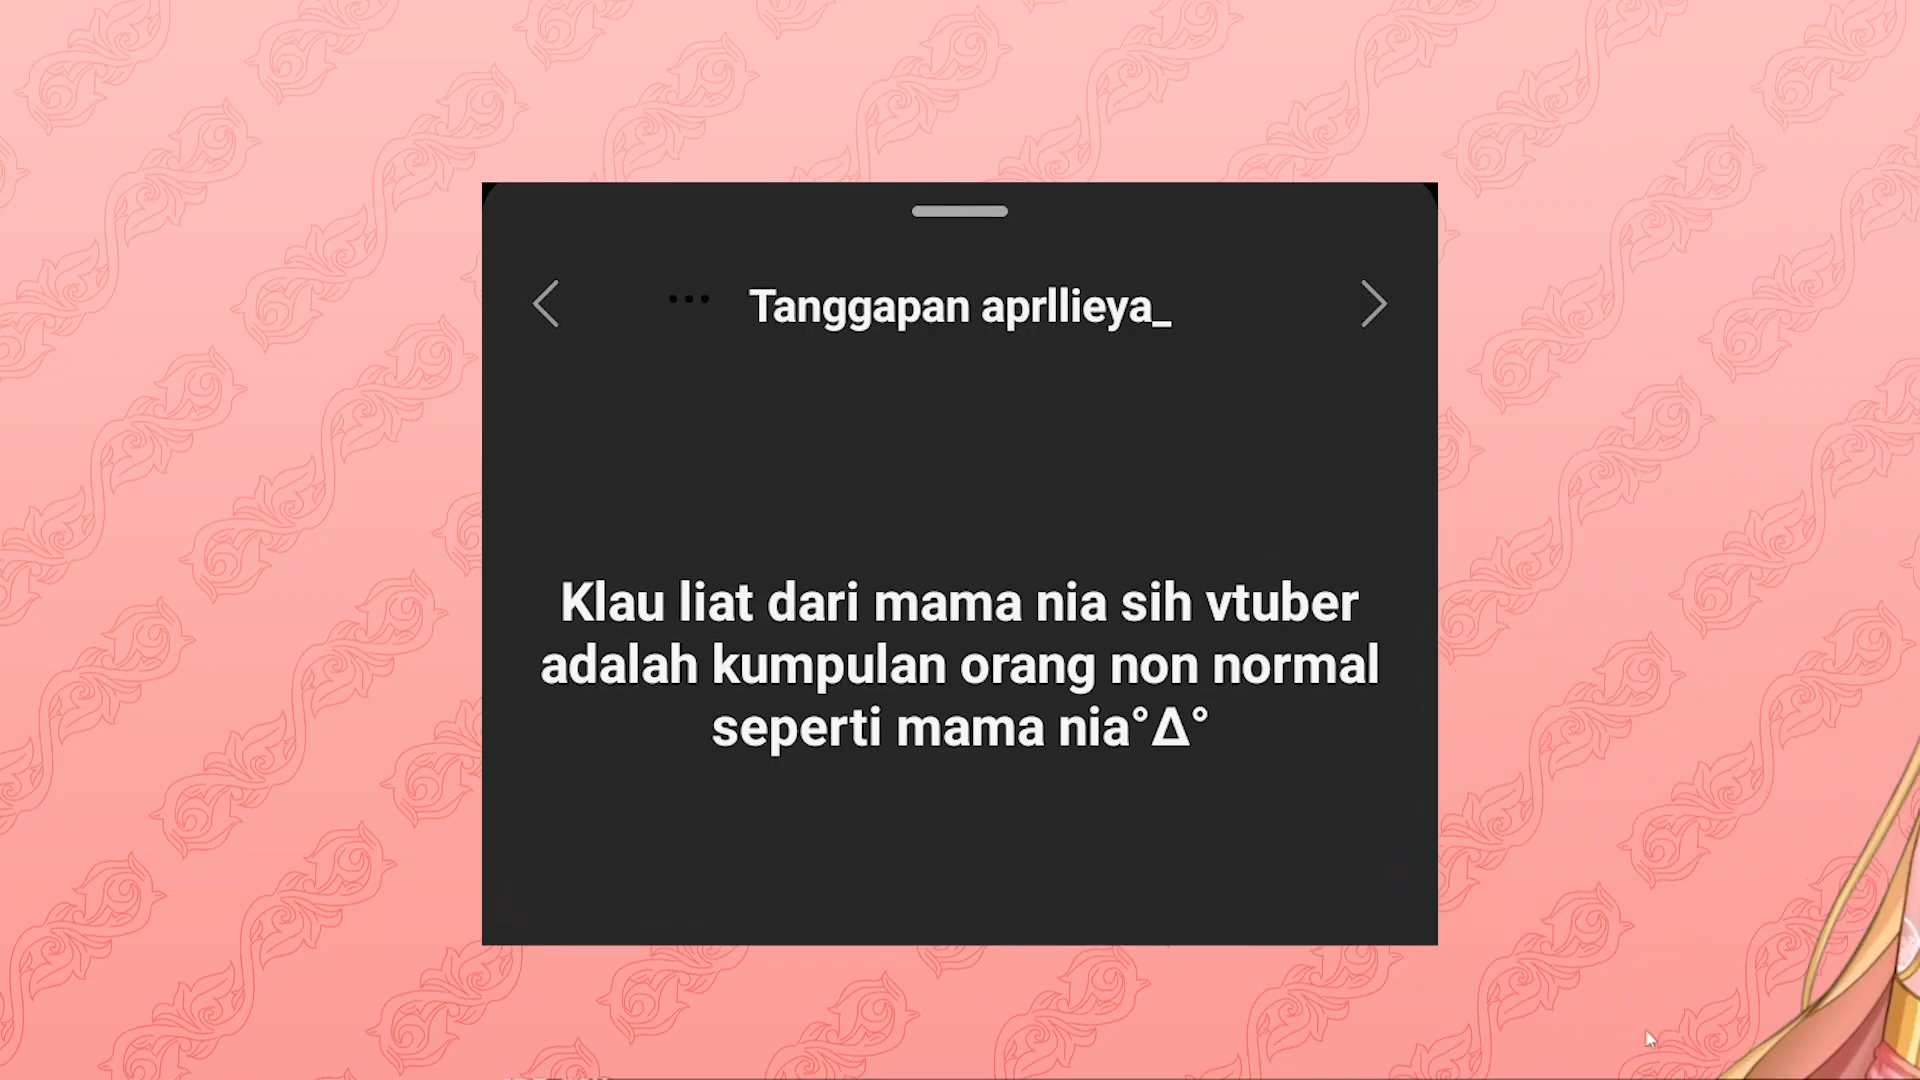 Tanggapan aprllieya_
Klau liat dari mama nia sih vtuber
adalah kumpulan orang non normal
seperti mama nia°Δ°